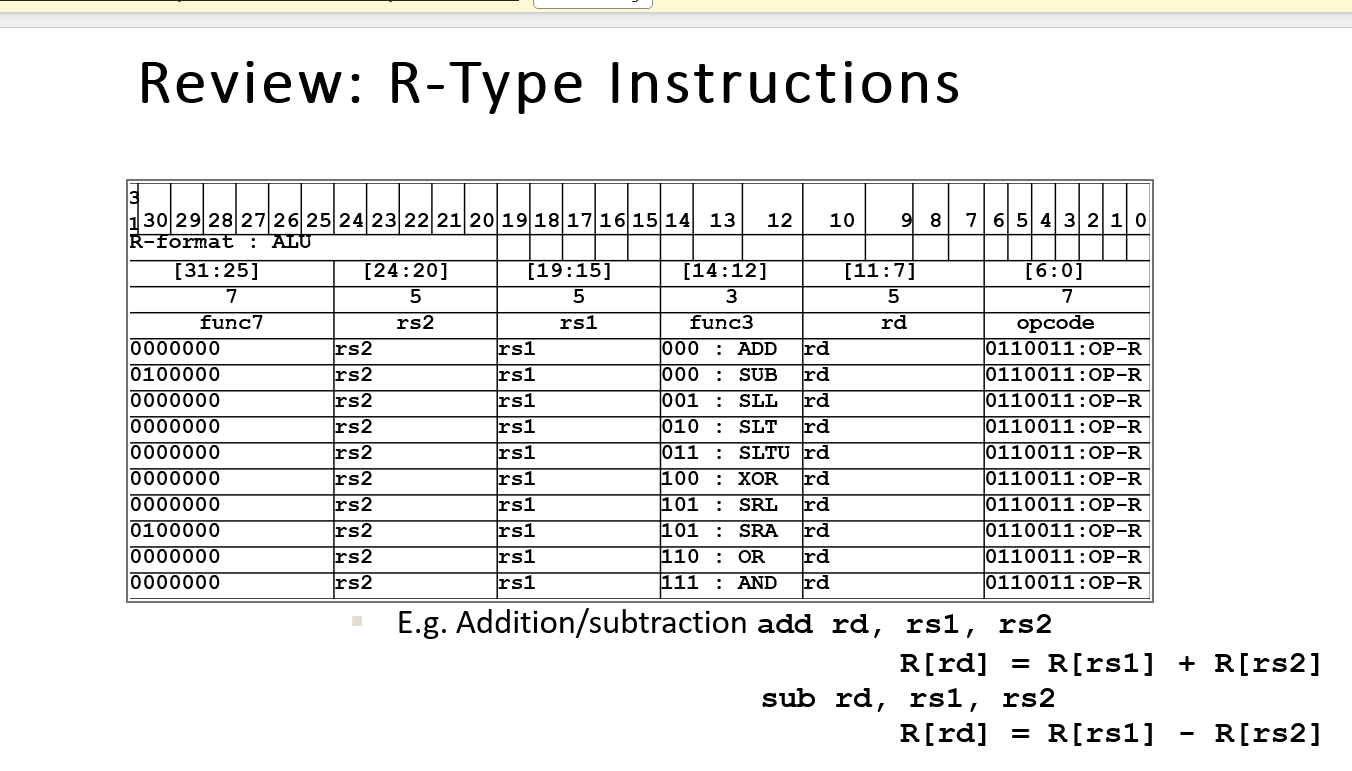 Review: R-Type Instructions
31 30 29 28 27 26 25 24 23 22 21 20 19 18 17 16 15 14 13 12 10 9 8 7 6 5 4 3 2 1 0
R-format : ALU
[31:25] [24:20] [19:15] [14:12] [11:7] [6:0]
7 5 5 3 5 7
func7 rs2 rs1 func3 rd opcode
0000000 rs2 rs1 000 : ADD rd 0110011:OP-R
0100000 rs2 rs1 000 : SUB rd 0110011:OP-R
0000000 rs2 rs1 001 : SLL rd 0110011:OP-R
0000000 rs2 rs1 010 : SLT rd 0110011:OP-R
0000000 rs2 rs1 011 : SLTU rd 0110011:OP-R
0000000 rs2 rs1 100 : XOR rd 0110011:OP-R
0000000 rs2 rs1 101 : SRL rd 0110011:OP-R
0100000 rs2 rs1 101 : SRA rd 0110011:OP-R
0000000 rs2 rs1 110 : OR rd 0110011:OP-R
0000000 rs2 rs1 111 : AND rd 0110011:OP-R
E.g. Addition/subtraction add rd, rs1, rs2
R[rd] = R[rs1] + R[rs2]
sub rd, rs1, rs2
R[rd] = R[rs1] - R[rs2]